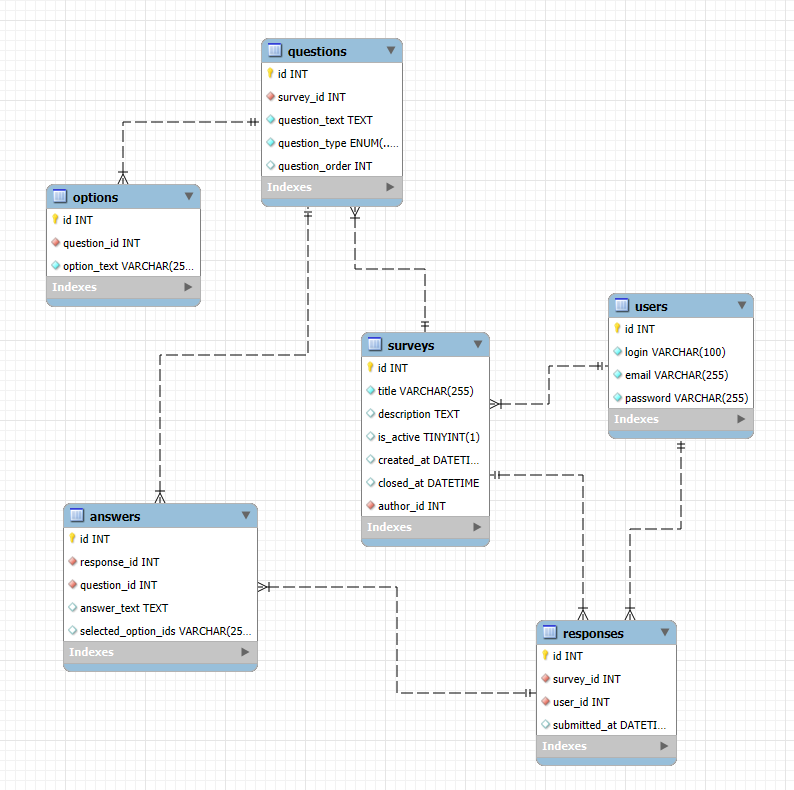 questions
id INT
survey_id INT
question_text TEXT
question_type ENUM(..…
question_order INT
Indexes
options
id INT
question_id INT
option_text VARCHAR(25…
Indexes
surveys
id INT
title VARCHAR(255)
description TEXT
is_active TINYINT(1)
created_at DATETI…
closed_at DATETIME
author_id INT
Indexes
users
id INT
login VARCHAR(100)
email VARCHAR(255)
password VARCHAR(255)
Indexes
answers
id INT
response_id INT
question_id INT
answer_text TEXT
selected_option_ids VARCHAR(25…
Indexes
responses
id INT
survey_id INT
user_id INT
submitted_at DATETI…
Indexes